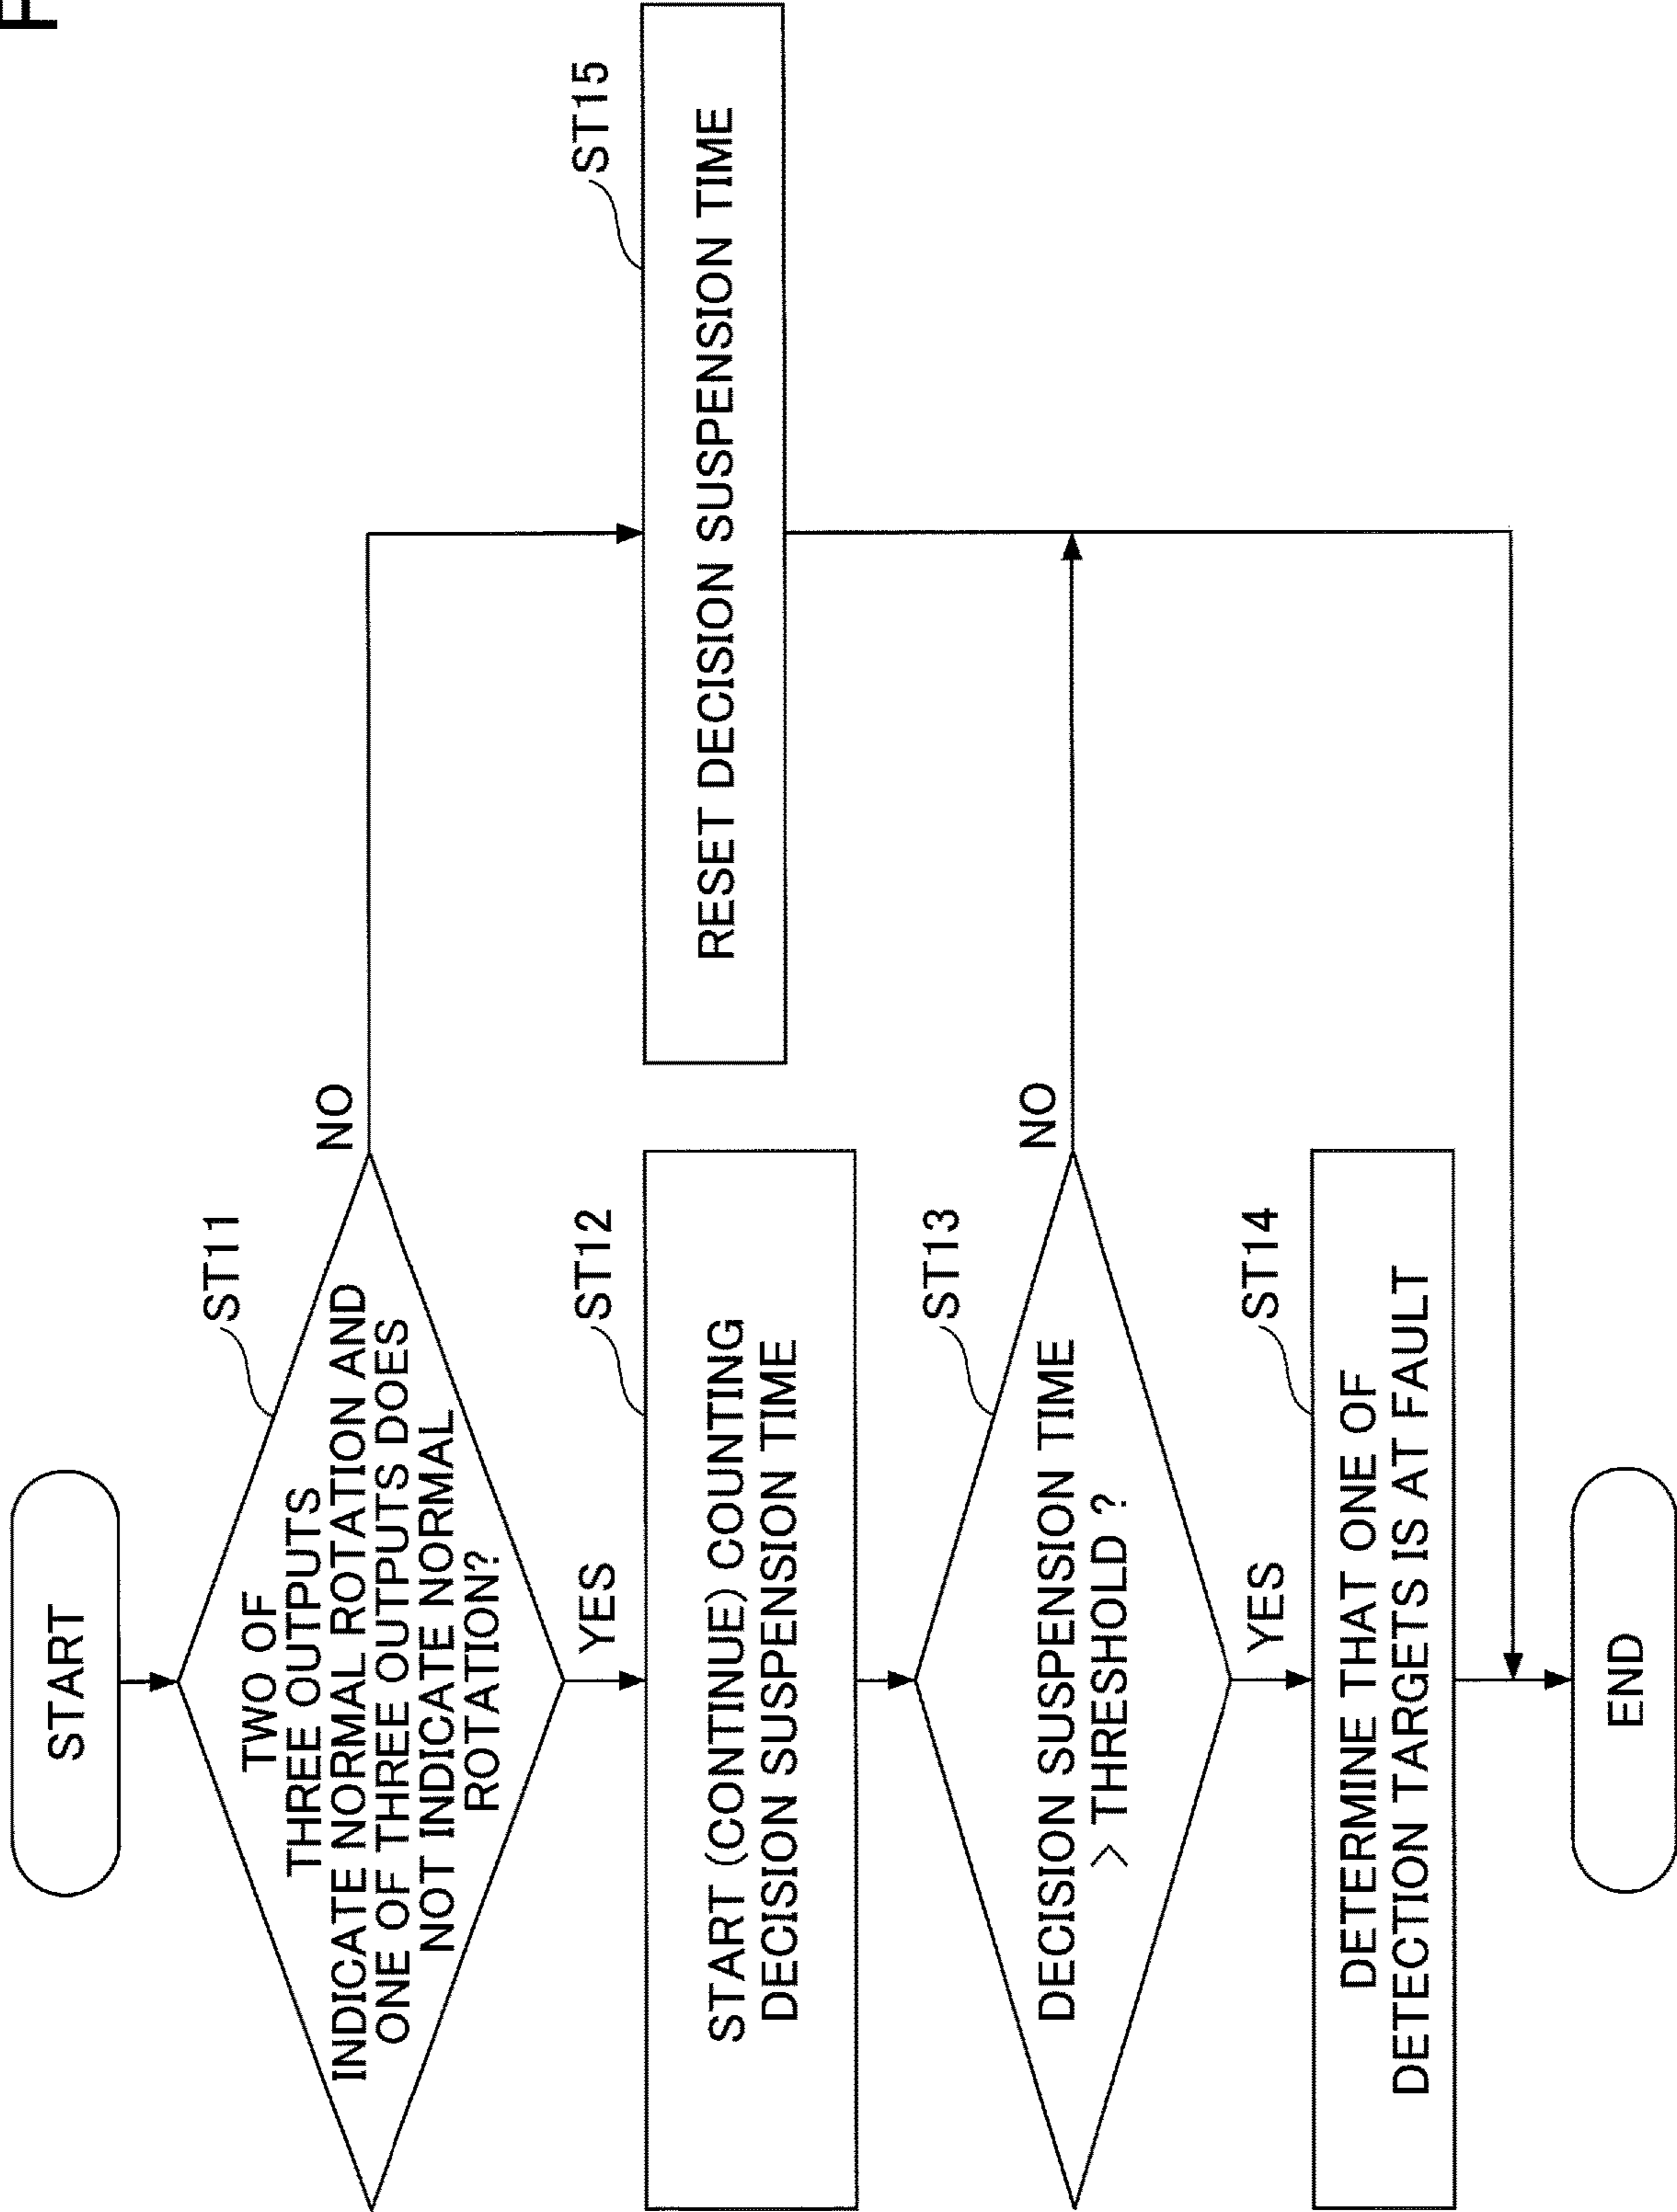 F
START
ST11
TWO OF
THREE OUTPUTS
INDICATE NORMAL ROTATION AND
ONE OF THREE OUTPUTS DOES
NOT INDICATE NORMAL
ROTATION?
NO
YES
ST12
START (CONTINUE) COUNTING
DECISION SUSPENSION TIME
ST15
RESET DECISION SUSPENSION TIME
ST13
DECISION SUSPENSION TIME
> THRESHOLD ?
NO
YES
ST14
DETERMINE THAT ONE OF
DETECTION TARGETS IS AT FAULT
END